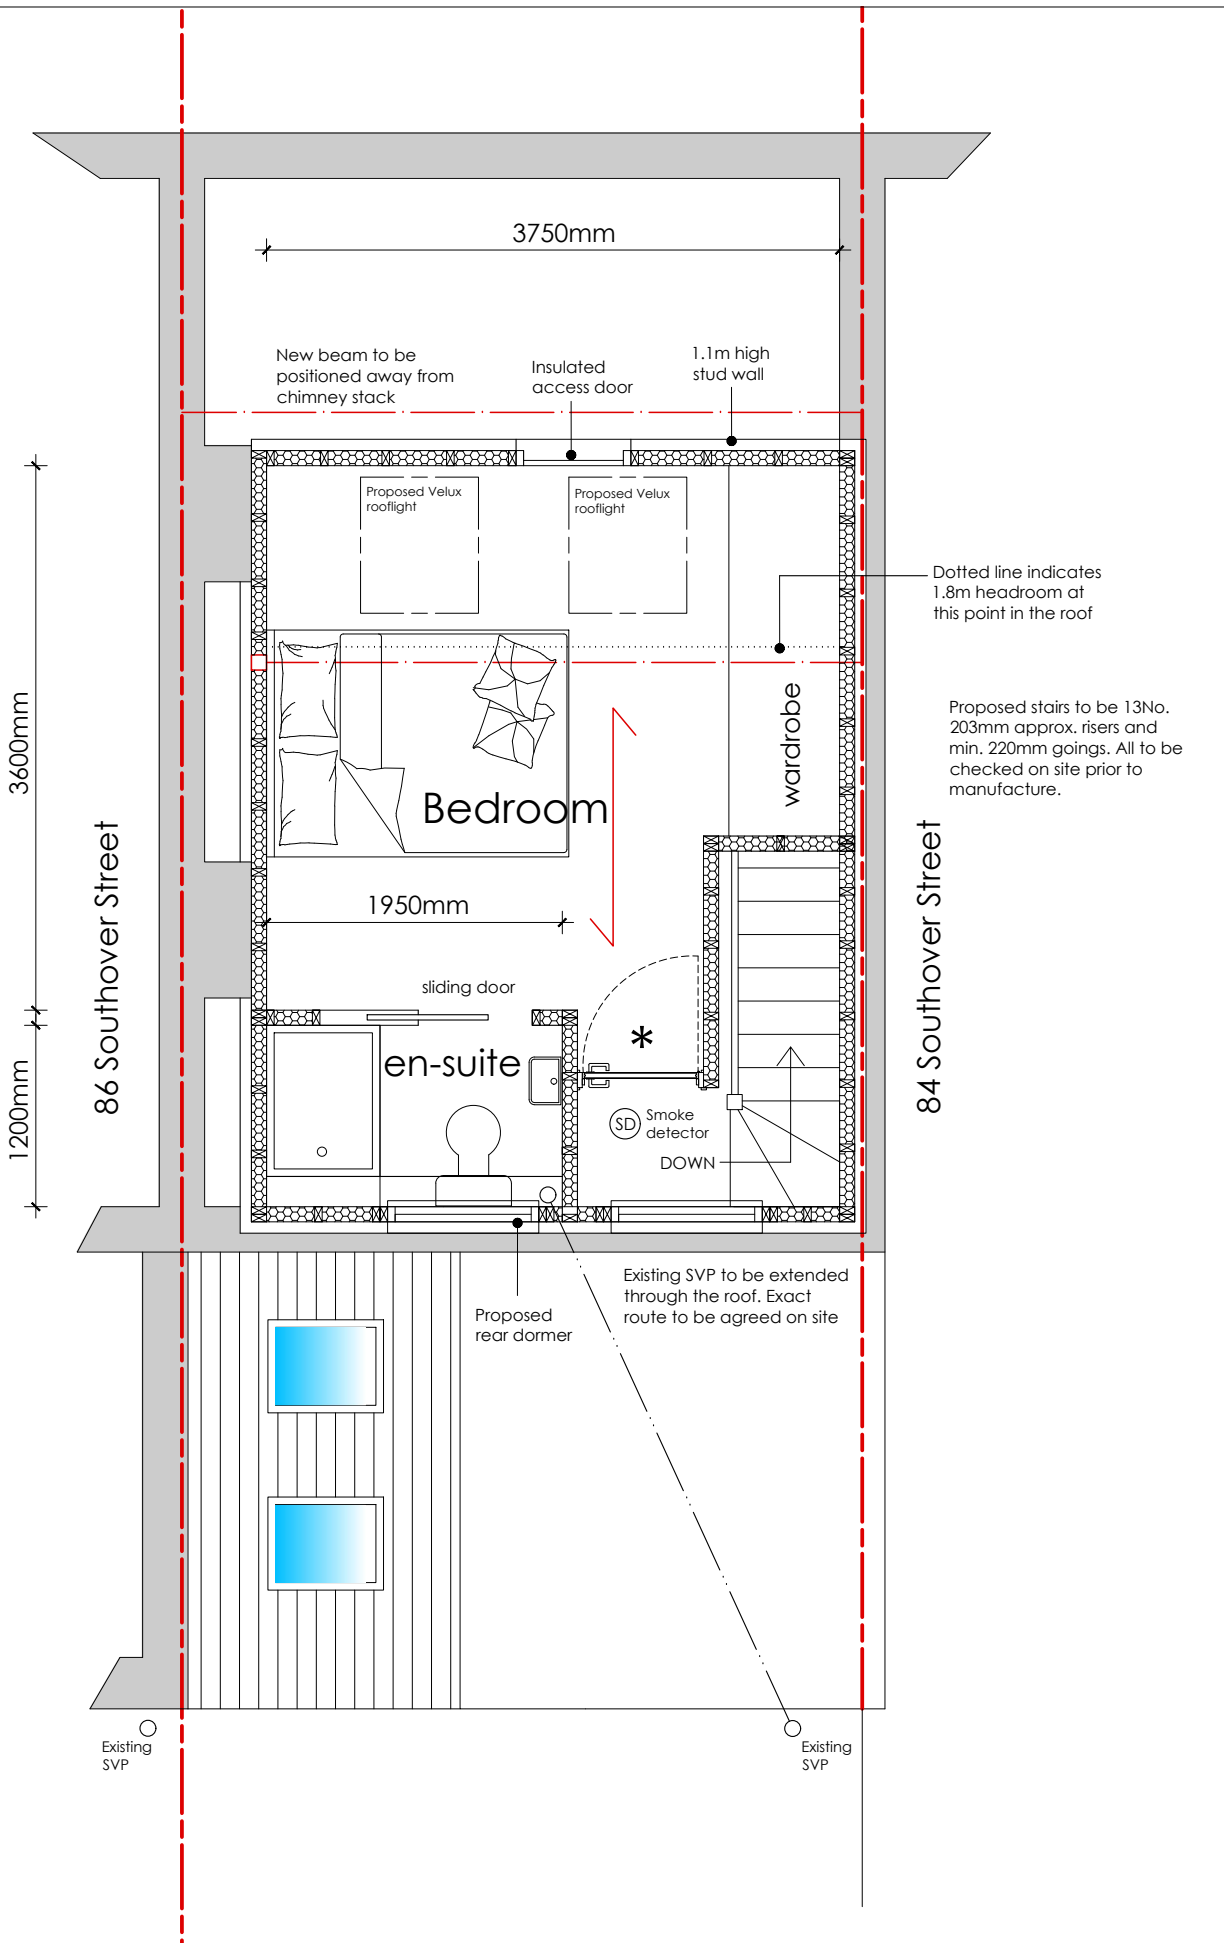 3750mm
New beam to be
positioned away from
chimney stack
Insulated
access door
1.1m high
stud wall
Proposed Velux
rooflight
Proposed Velux
rooflight
Dotted line indicates
1.8m headroom at
this point in the roof
3600mm
wardrobe
Proposed stairs to be 13No.
203mm approx. risers and
min. 220mm goings. All to be
checked on site prior to
manufacture.
Bedroom
86 Southover Street
84 Southover Street
1950mm
sliding door
en-suite
*
1200mm
SD
Smoke
detector
DOWN
Existing SVP to be extended
through the roof. Exact
route to be agreed on site
Proposed
rear dormer
Existing
SVP
Existing
SVP